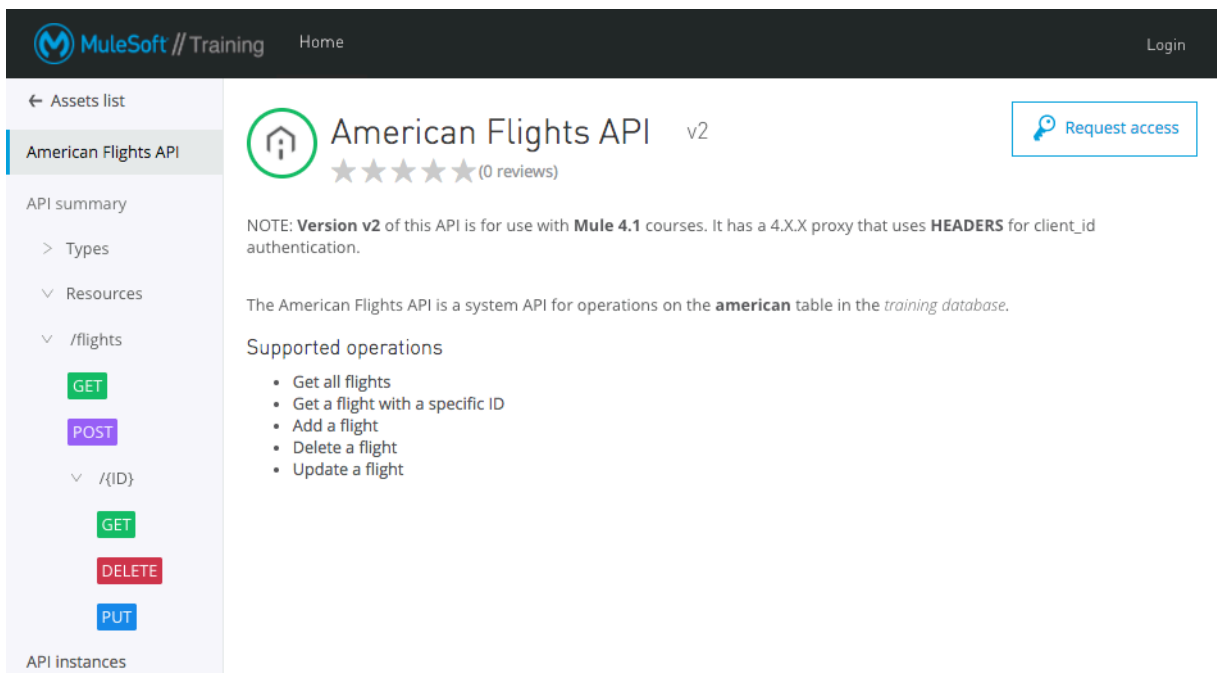 MuleSoft // Training
Home
Login
← Assets list
American Flights API
API summary
> Types
Resources
/flights
GET
POST
/{ID}
GET
DELETE
PUT
API instances
American Flights API v2
(0 reviews)
Request access
NOTE: Version v2 of this API is for use with Mule 4.1 courses. It has a 4.X.X proxy that uses HEADERS for client_id
authentication.
The American Flights API is a system API for operations on the american table in the training database.
Supported operations
• Get all flights
• Get a flight with a specific ID
• Add a flight
• Delete a flight
• Update a flight